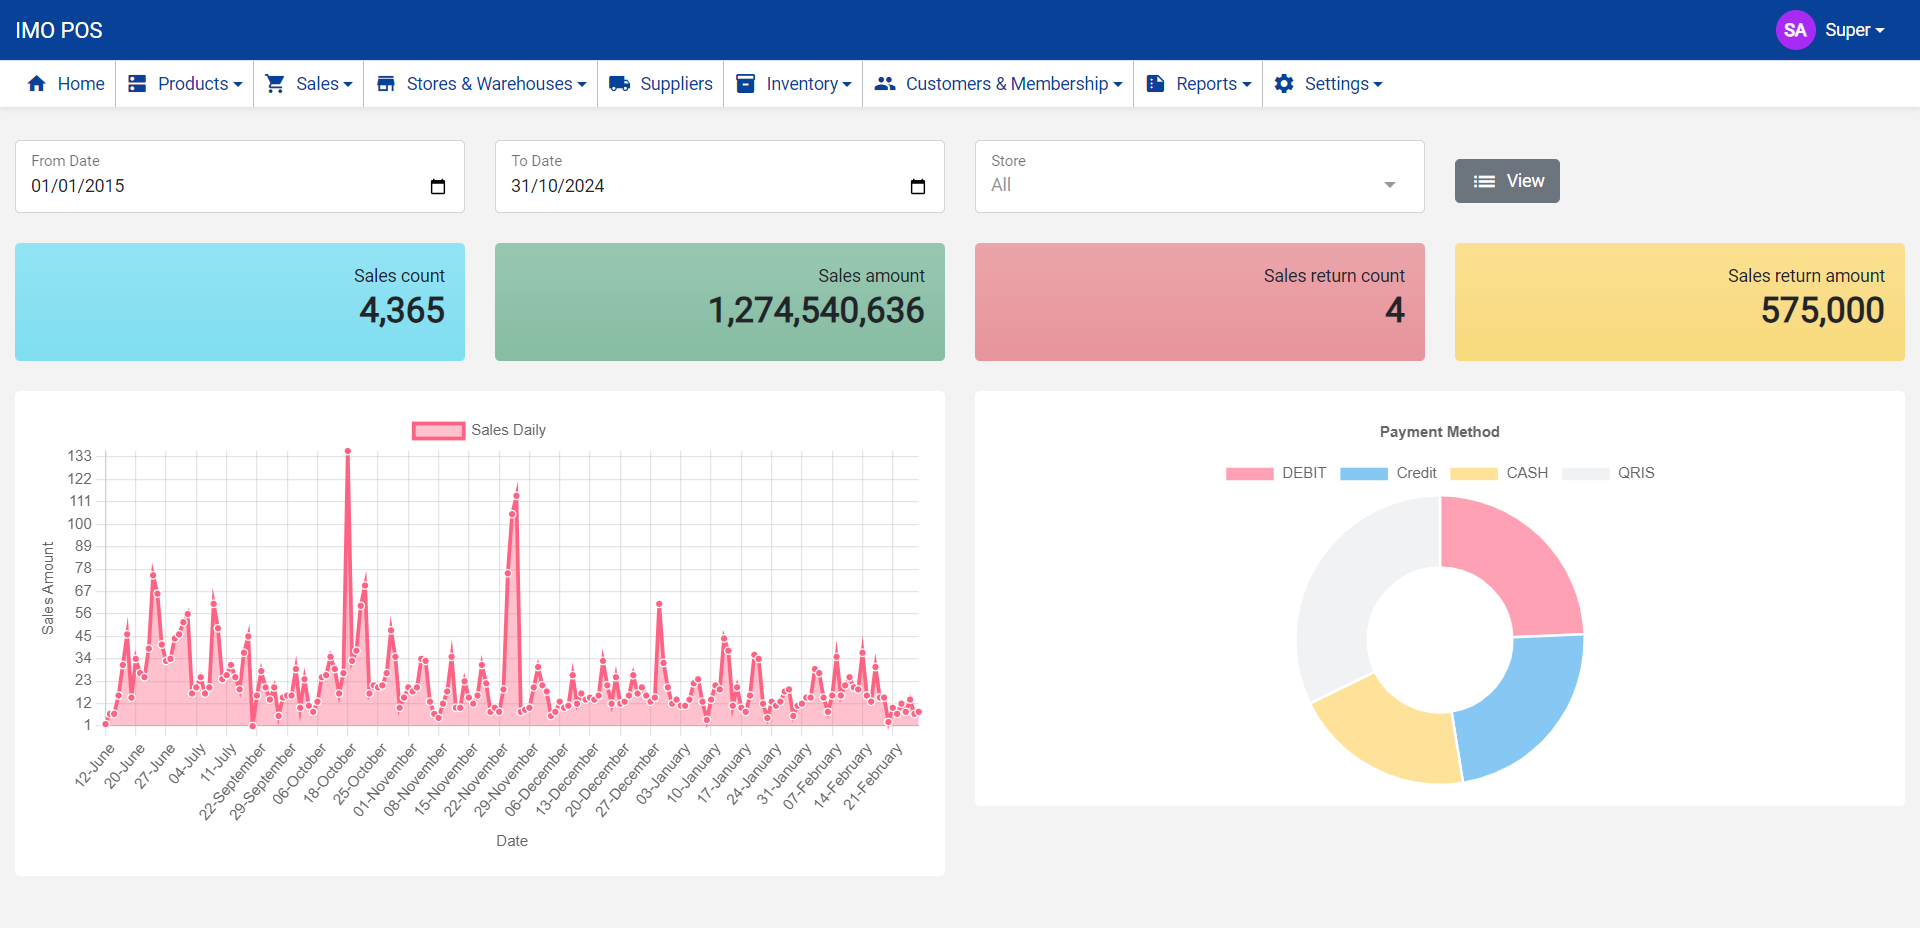 IMO POS
SA Super
Home Products Sales Stores & Warehouses Suppliers Inventory Customers & Membership Reports Settings
From Date
01/01/2015
To Date
31/10/2024
Store
All
View
Sales count
4,365
Sales amount
1,274,540,636
Sales return count
4
Sales return amount
575,000
Sales Daily
Sales Amount
133
122
111
100
89
78
67
56
45
34
23
12
1
12-June 20-June 27-June 04-July 11-July 22-September 29-September 06-October 18-October 25-October 01-November 08-November 15-November 22-November 29-November 06-December 13-December 20-December 27-December 03-January 10-January 17-January 24-January 31-January 07-February 14-February 21-February
Date
Payment Method
DEBIT Credit CASH QRIS